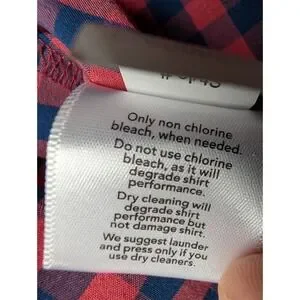 Only non chlorine
bleach, when needed.
Do not use chlorine
bleach, as it will
degrade shirt
performance.
Dry cleaning will
degrade shirt
performance but
not damage shirt.
We suggest launder
and press only if you
use dry cleaners.